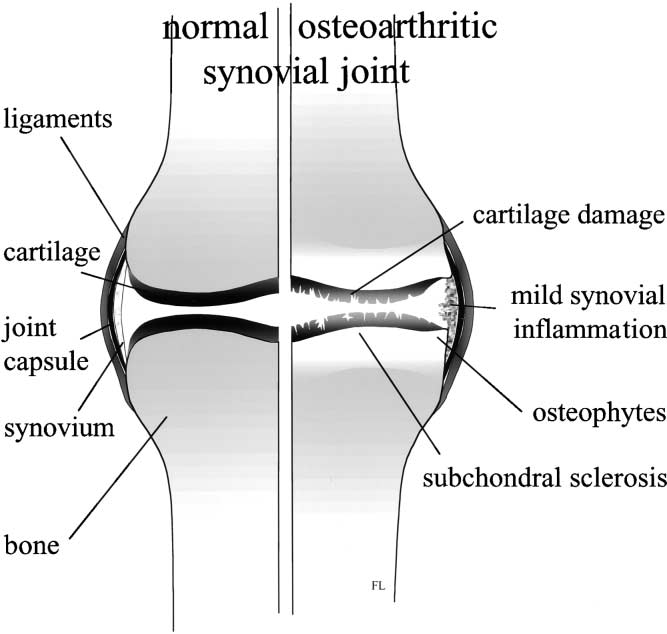 normal osteoarthritic
synovial joint
ligaments
cartilage
joint
capsule
synovium
bone
cartilage damage
mild synovial
inflammation
osteophytes
subchondral sclerosis
FL